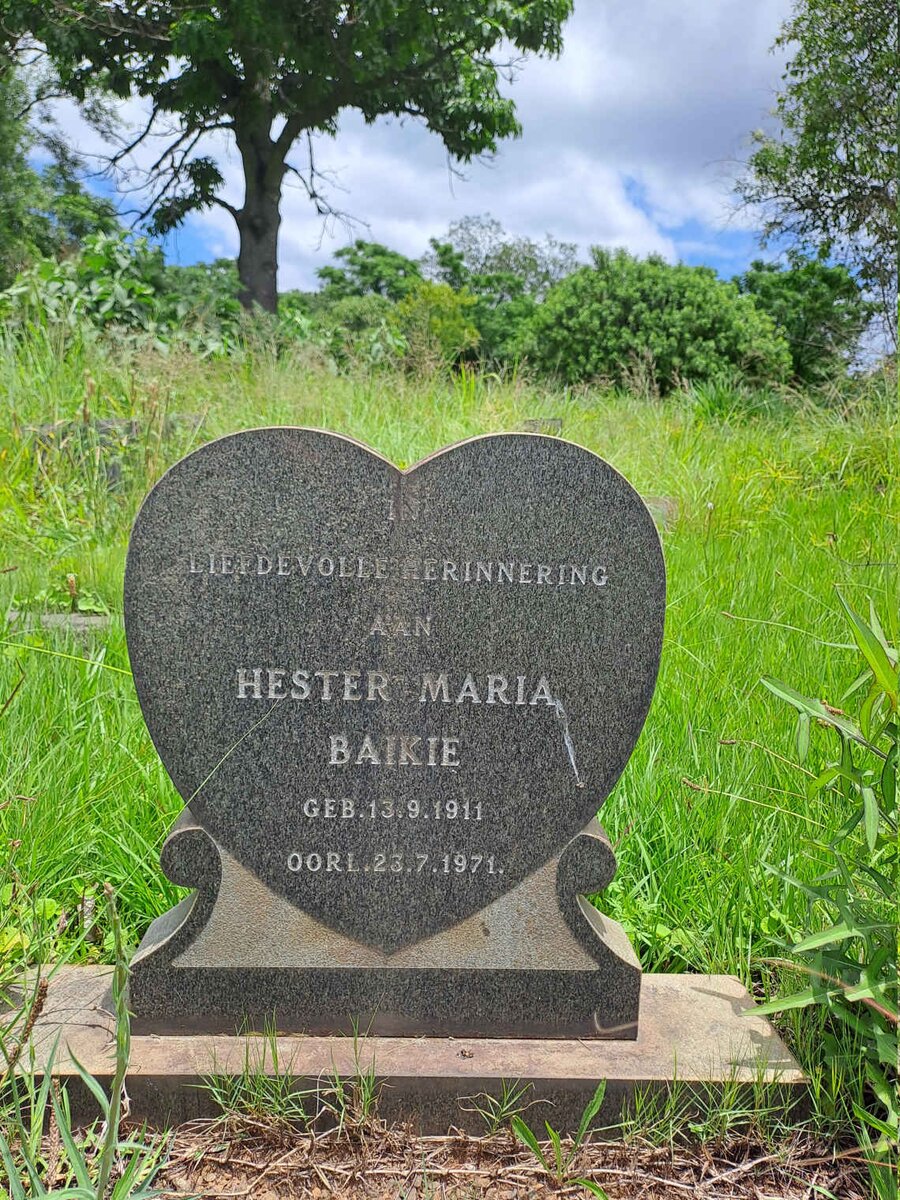 IN
LIEFDEVOLLE HERINNERING
AAN
HESTER MARIA
BAIKIE
GEB. 13.9.1911
OORL. 23.7.1971.